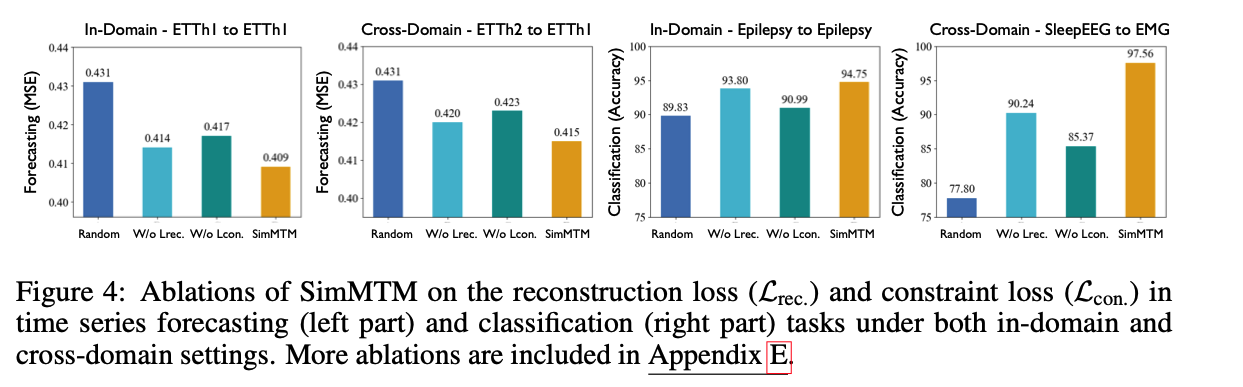 In-Domain - ETTh1 to ETTh1
Forecasting (MSE)
0.44
0.43
0.42
0.41
0.40
0.431
0.414
0.417
0.409
Random W/o Lrec. W/o Lcon. SimMTM
Cross-Domain - ETTh2 to ETTh1
Forecasting (MSE)
0.44
0.43
0.42
0.41
0.40
0.431
0.420
0.423
0.415
Random W/o Lrec. W/o Lcon. SimMTM
In-Domain - Epilepsy to Epilepsy
Classification (Accuracy)
100
95
90
85
80
75
89.83
93.80
90.99
94.75
Random W/o Lrec. W/o Lcon. SimMTM
Cross-Domain - SleepEEG to EMG
Classification (Accuracy)
100
95
90
85
80
75
77.80
90.24
85.37
97.56
Random W/o Lrec. W/o Lcon. SimMTM
Figure 4: Ablations of SimMTM on the reconstruction loss (ℒrec.) and constraint loss (ℒcon.) in
time series forecasting (left part) and classification (right part) tasks under both in-domain and
cross-domain settings. More ablations are included in Appendix E.